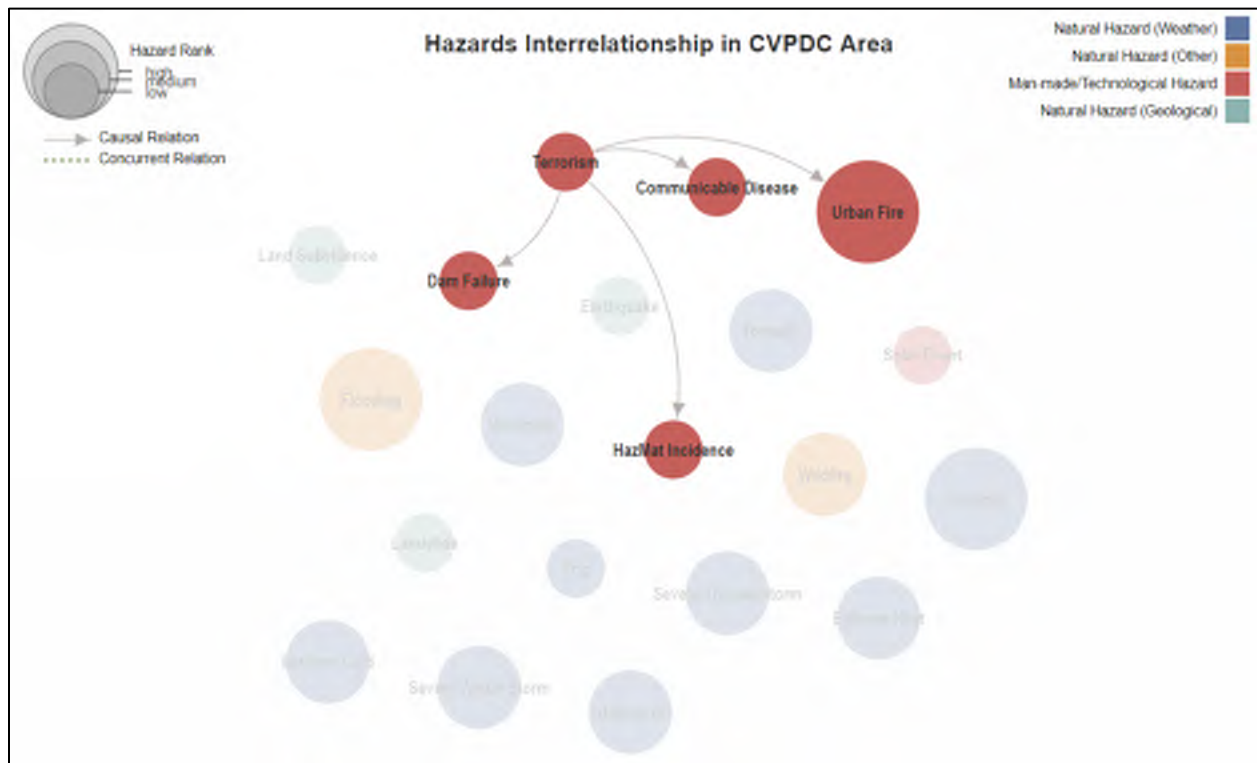 Hazards Interrelationship in CVPDC Area
Hazard Rank
high
medium
low
Causal Relation
Concurrent Relation
Natural Hazard (Weather)
Natural Hazard (Other)
Man-made/Technological Hazard
Natural Hazard (Geological)
Terrorism
Communicable Disease
Urban Fire
Land Subsidence
Dam Failure
Earthquake
Tornado
Solar Event
Flooding
HazMat Incidence
Wildfire
Landslide
Fog
Severe Thunderstorm
Extreme Heat
Extreme Cold
Severe Winter Storm